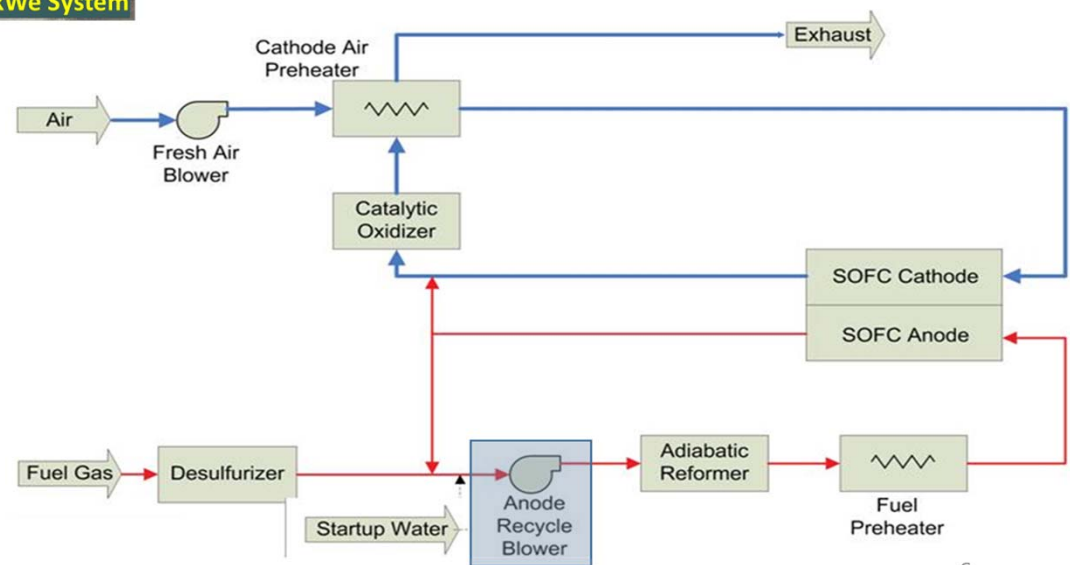 kWe System
Cathode Air
Preheater
Exhaust
Air
Fresh Air
Blower
Catalytic
Oxidizer
SOFC Cathode
SOFC Anode
Fuel Gas
Desulfurizer
Adiabatic
Reformer
Startup Water
Anode
Recycle
Blower
Fuel
Preheater